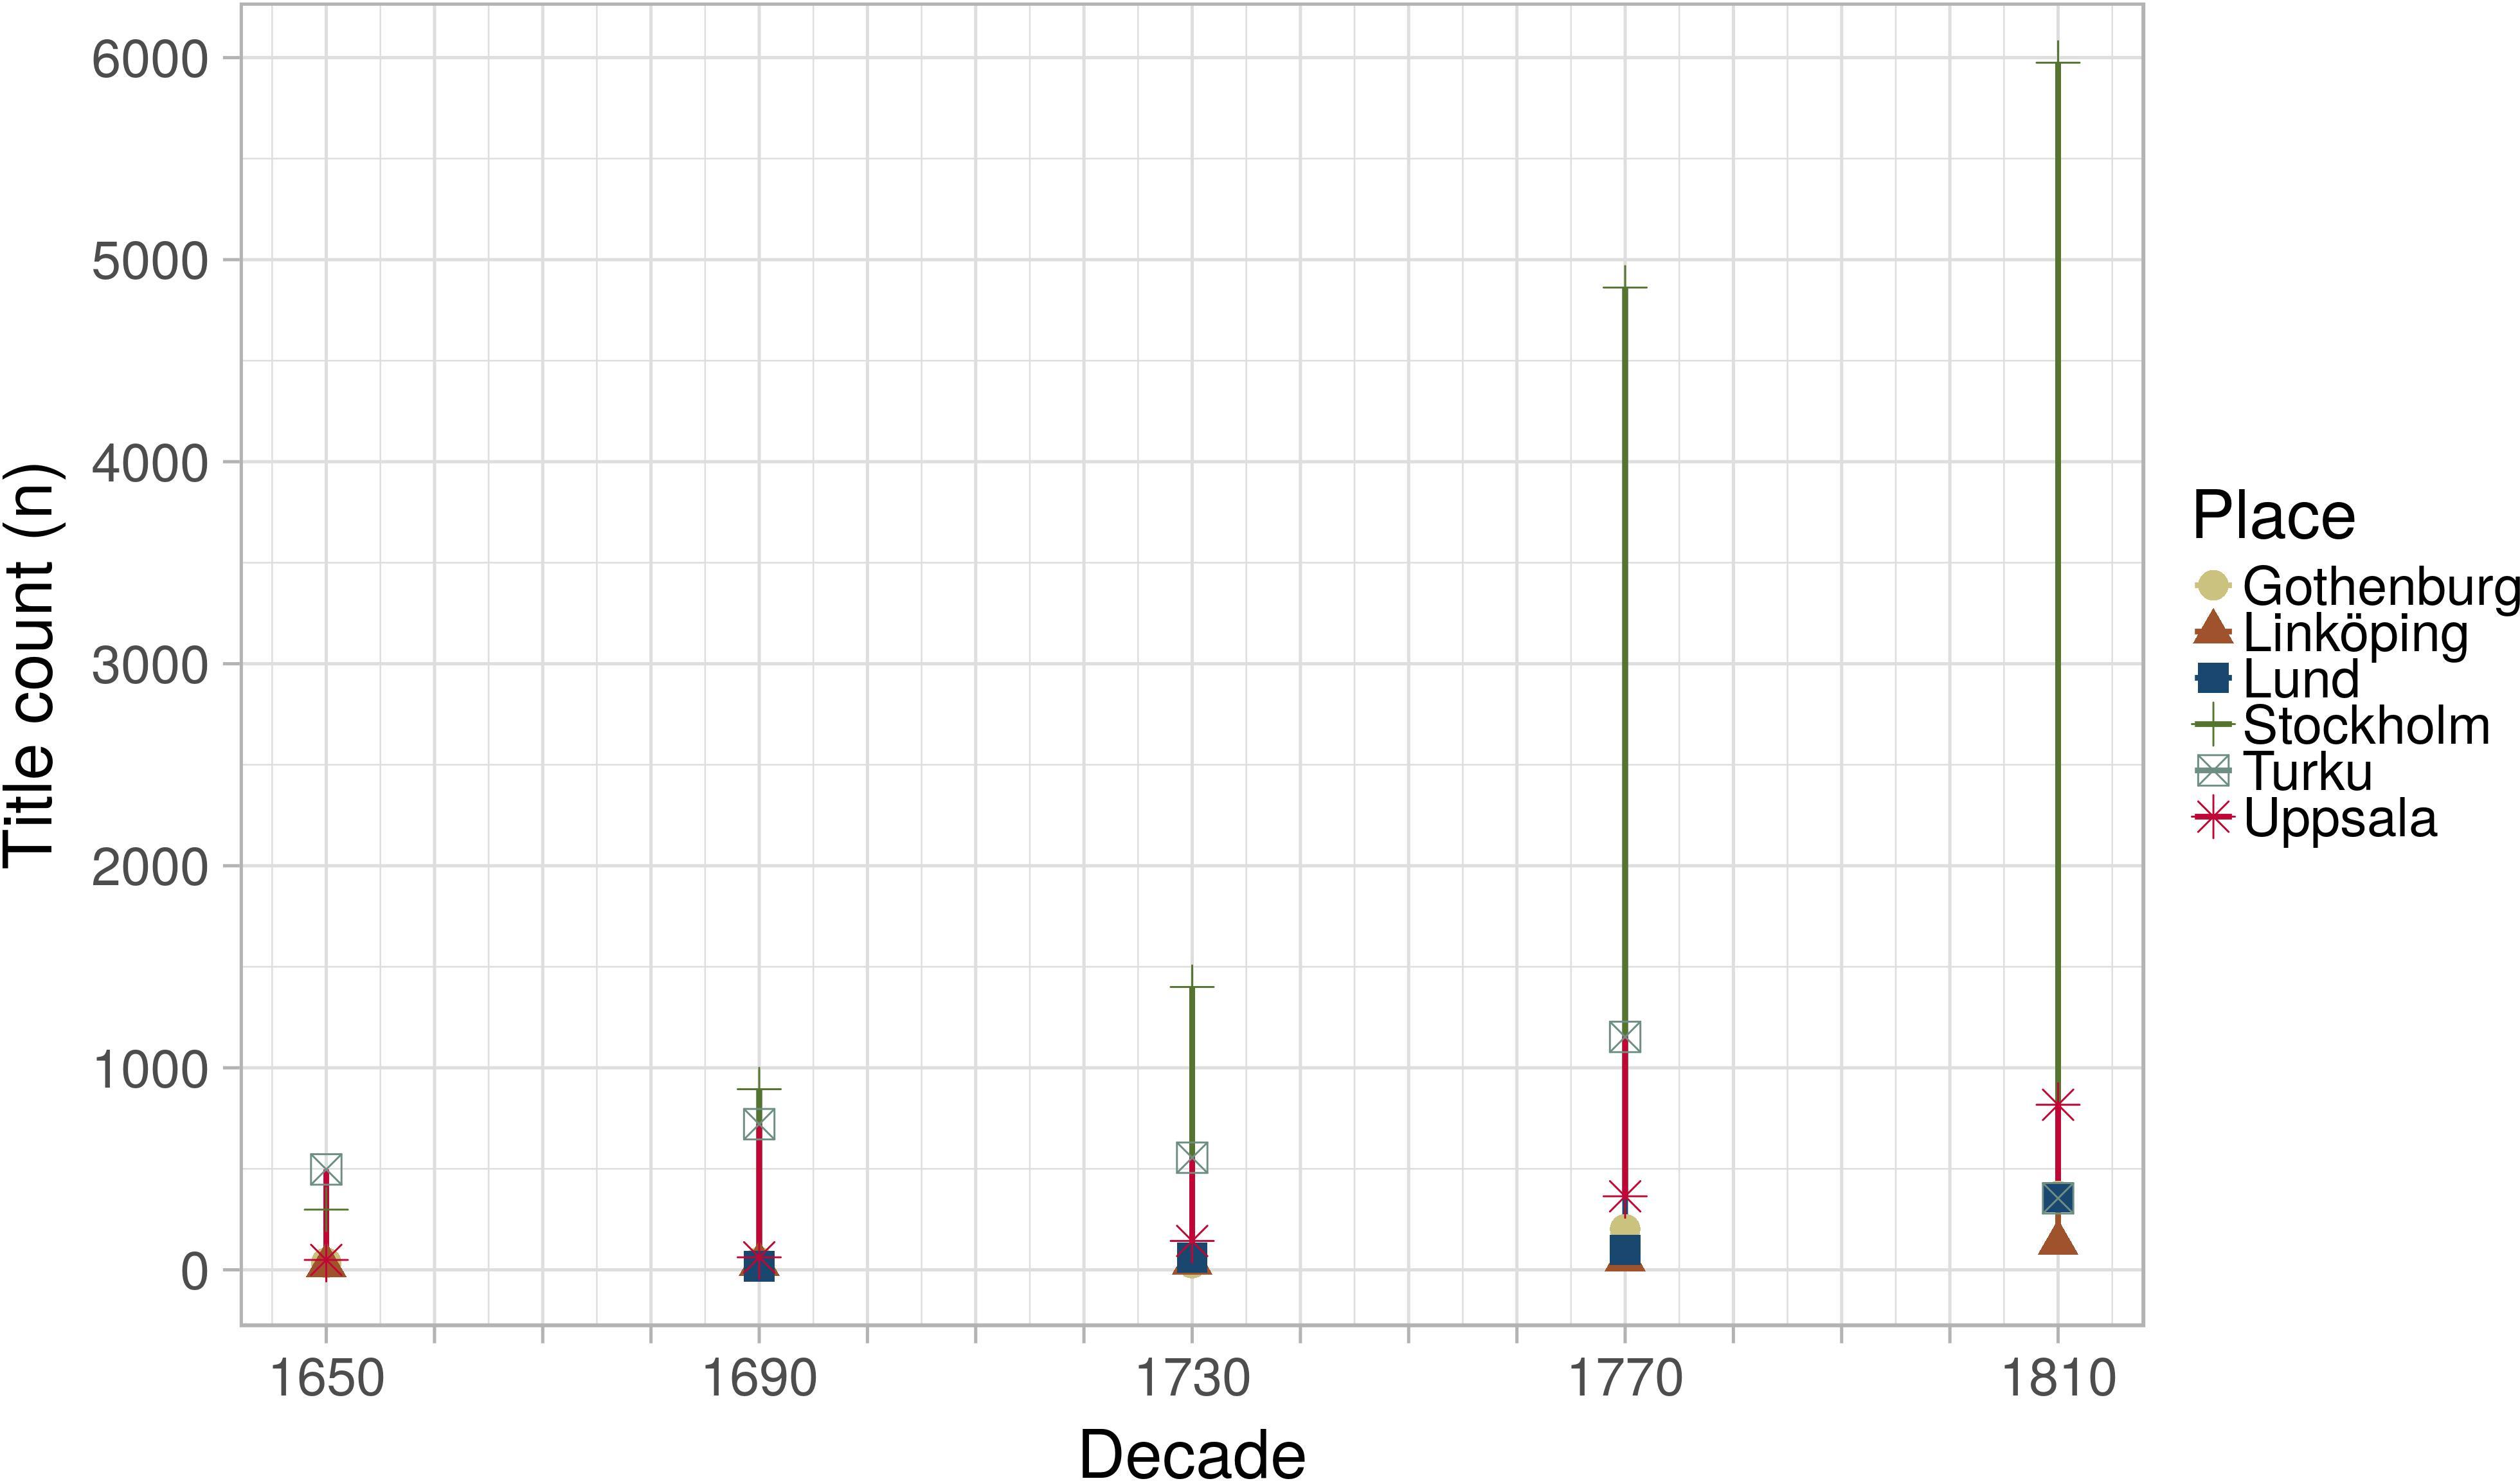 6000
5000
4000
3000
2000
1000
0
Title count (n)
1650 1690 1730 1770 1810
Decade
Place
Gothenburg
Linköping
Lund
Stockholm
Turku
Uppsala